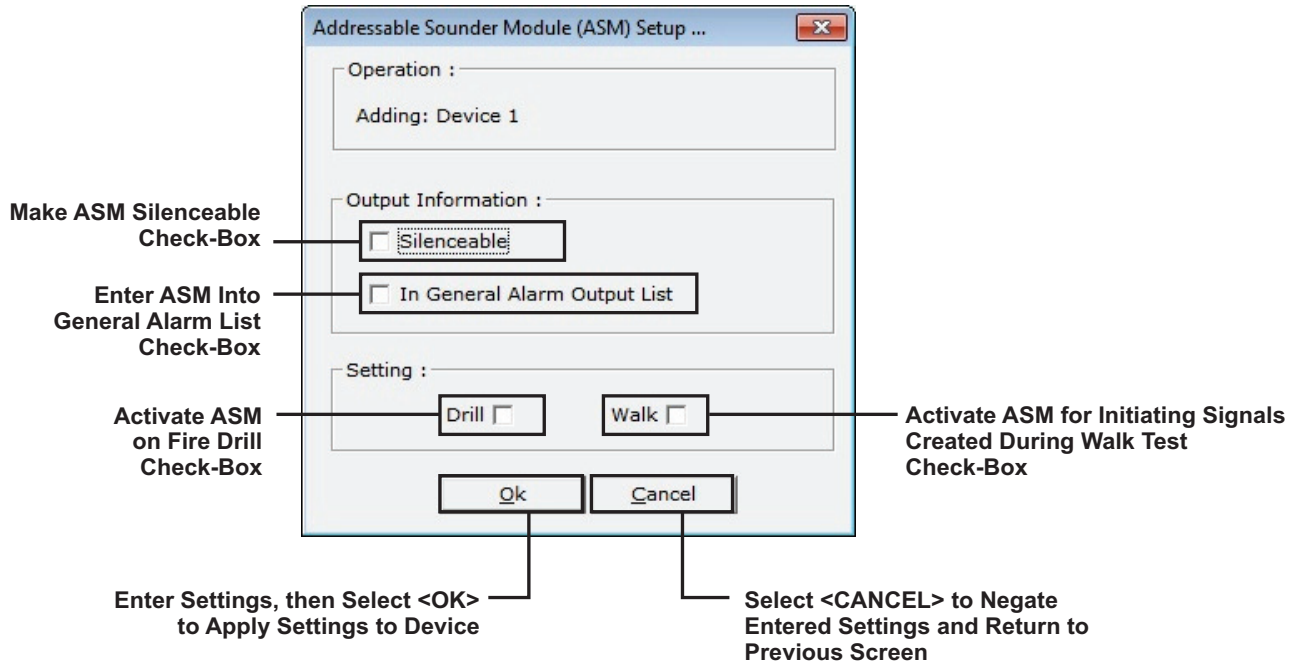 Addressable Sounder Module (ASM) Setup ...
Operation :
Adding: Device 1
Output Information :
Make ASM Silenceable
Check-Box
Silenceable
Enter ASM Into
General Alarm List
Check-Box
In General Alarm Output List
Setting :
Activate ASM
on Fire Drill
Check-Box
Drill
Walk
Activate ASM for Initiating Signals
Created During Walk Test
Check-Box
Ok
Cancel
Enter Settings, then Select <OK>
to Apply Settings to Device
Select <CANCEL> to Negate
Entered Settings and Return to
Previous Screen